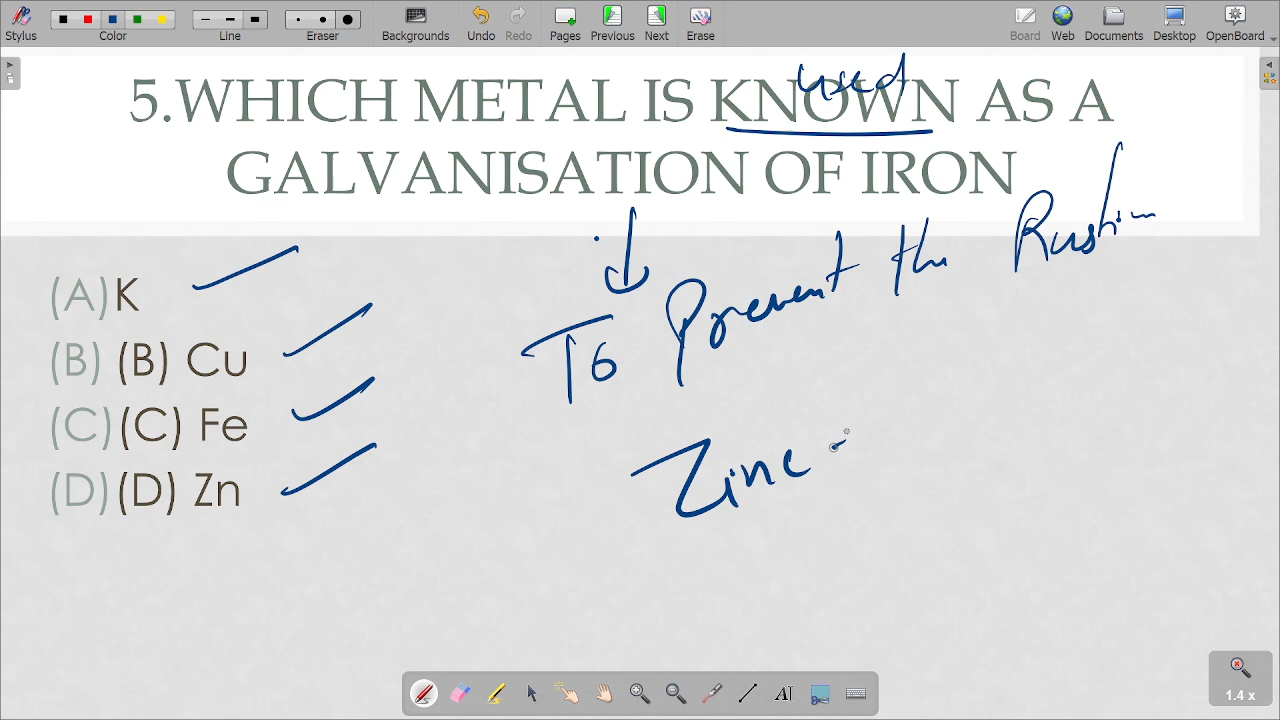 Stylus
Color
Line
Eraser
Backgrounds
Undo
Redo
Pages
Previous
Next
Erase
Board
Web
Documents
Desktop
OpenBoard
used
5.WHICH METAL IS KNOWN AS A
GALVANISATION OF IRON
(A) K
(B) (B) Cu
(C) (C) Fe
(D) (D) Zn
To Prevent the
Zinc
1.4 x